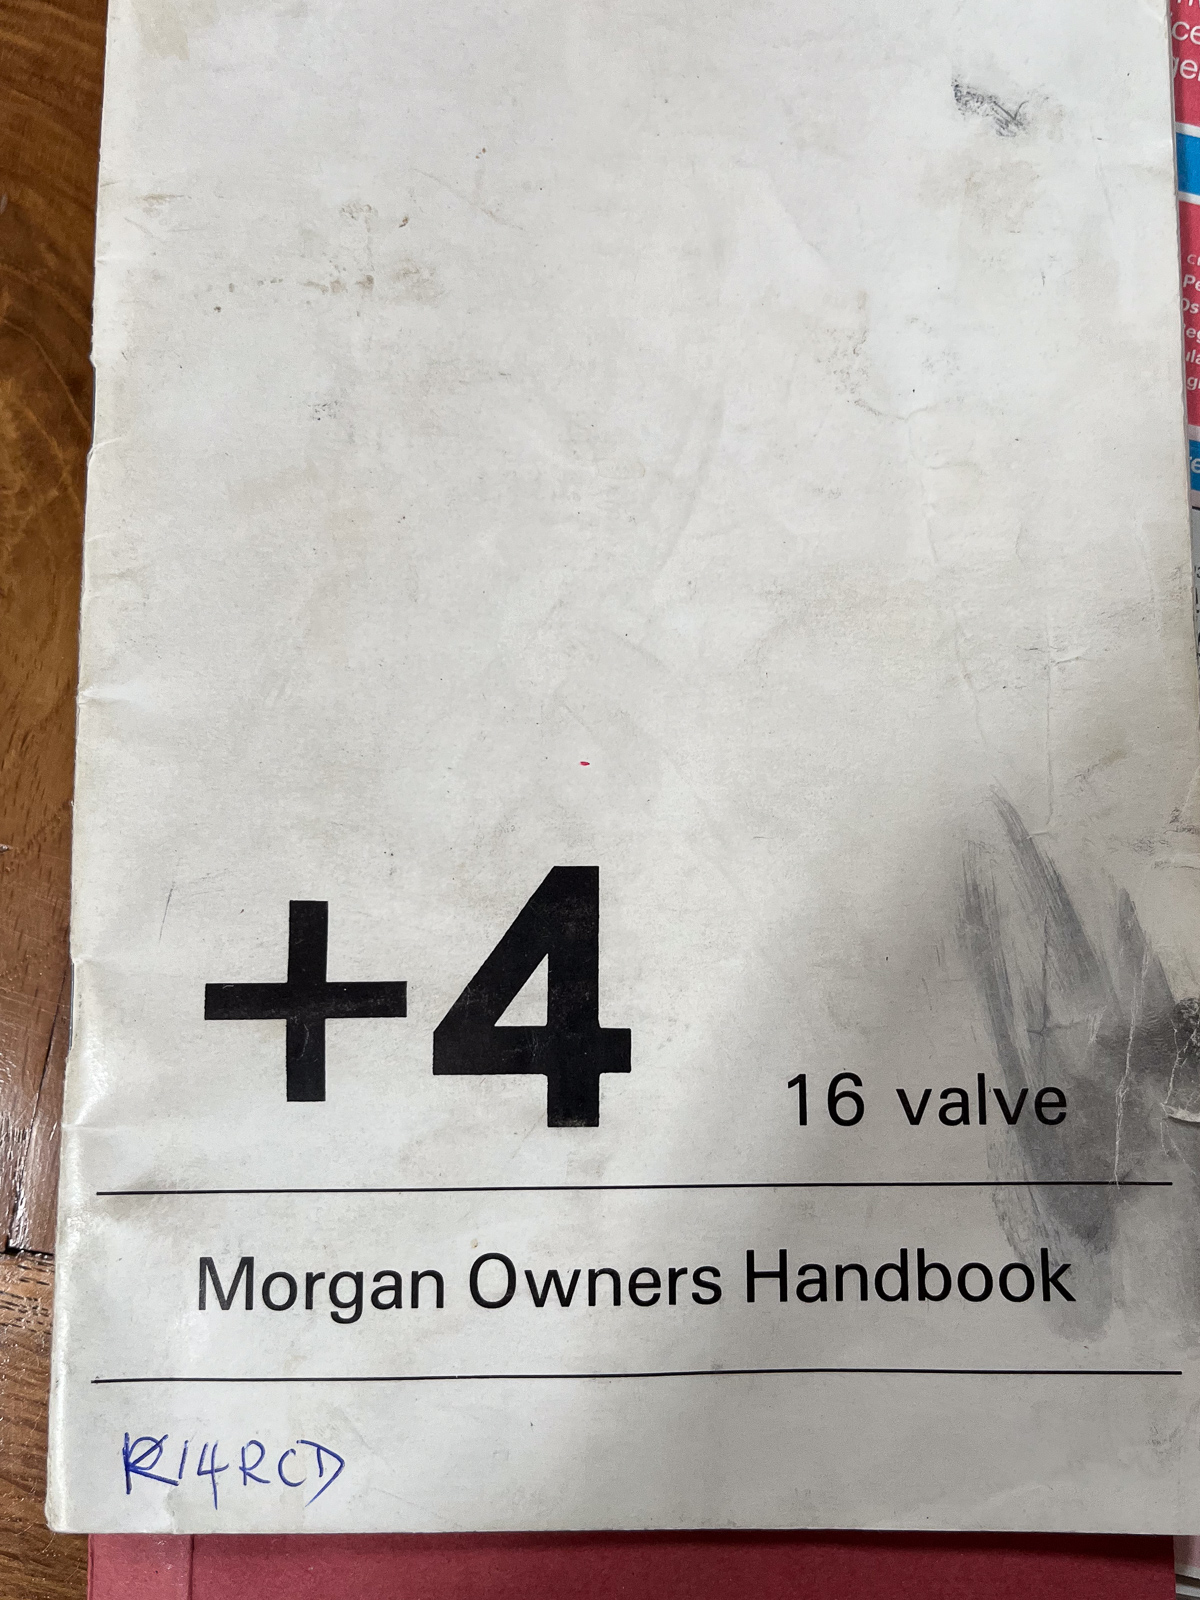 +4 16 valve
Morgan Owners Handbook
R14RCD